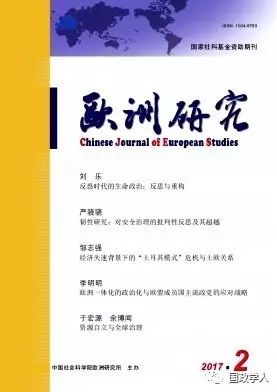 ISSN 1004-9789
国家社科基金资助期刊
欧洲研究
Chinese Journal of European Studies
刘 乐
反恐时代的生命政治：反思与重构
严骁骁
韧性研究：对安全治理的批判性反思及其超越
邹志强
经济失速背景下的“土耳其模式”危机与土欧关系
李明明
欧洲一体化的政治化与欧盟成员国主流政党的应对战略
于宏源 余博闻
资源自立与全球治理
中国社会科学院欧洲研究所 主办
2017·2
国政学人